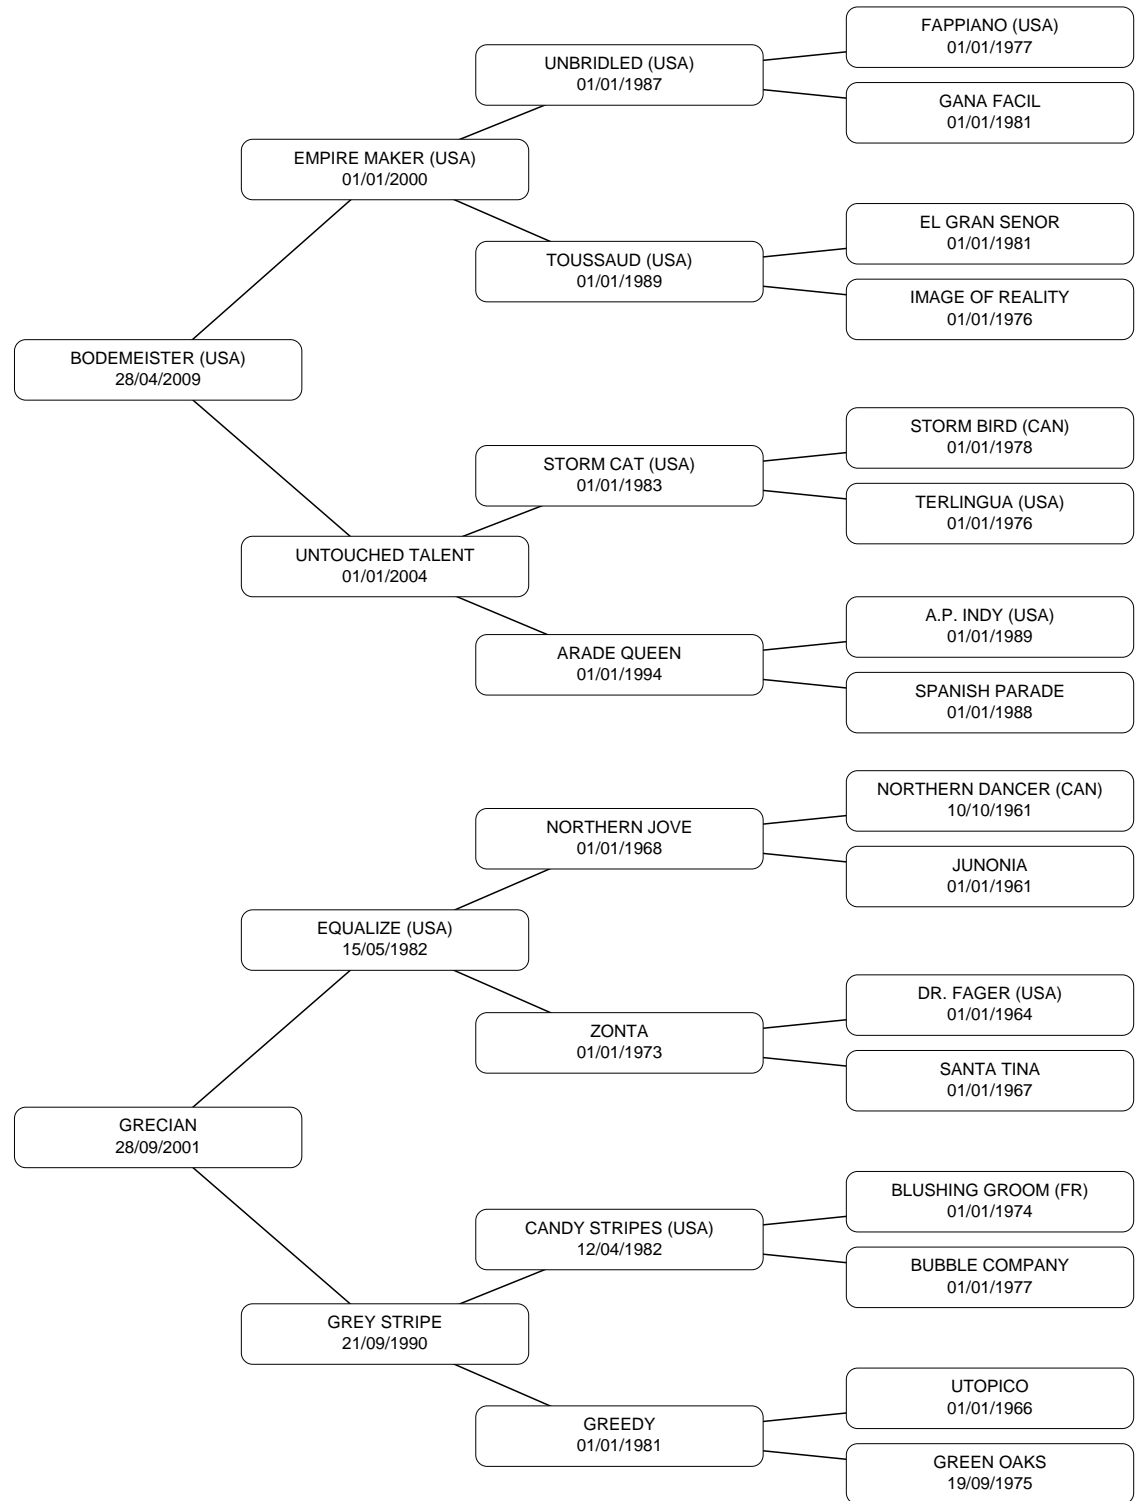 FAPPIANO (USA)
01/01/1977
UNBRIDLED (USA)
01/01/1987
GANA FACIL
01/01/1981
EMPIRE MAKER (USA)
01/01/2000
EL GRAN SENOR
01/01/1981
TOUSSAUD (USA)
01/01/1989
IMAGE OF REALITY
01/01/1976
BODEMEISTER (USA)
28/04/2009
STORM BIRD (CAN)
01/01/1978
STORM CAT (USA)
01/01/1983
TERLINGUA (USA)
01/01/1976
UNTOUCHED TALENT
01/01/2004
A.P. INDY (USA)
01/01/1989
ARADE QUEEN
01/01/1994
SPANISH PARADE
01/01/1988
NORTHERN DANCER (CAN)
10/10/1961
NORTHERN JOVE
01/01/1968
JUNONIA
01/01/1961
EQUALIZE (USA)
15/05/1982
DR. FAGER (USA)
01/01/1964
ZONTA
01/01/1973
SANTA TINA
01/01/1967
GRECIAN
28/09/2001
BLUSHING GROOM (FR)
01/01/1974
CANDY STRIPES (USA)
12/04/1982
BUBBLE COMPANY
01/01/1977
GREY STRIPE
21/09/1990
UTOPICO
01/01/1966
GREEDY
01/01/1981
GREEN OAKS
19/09/1975